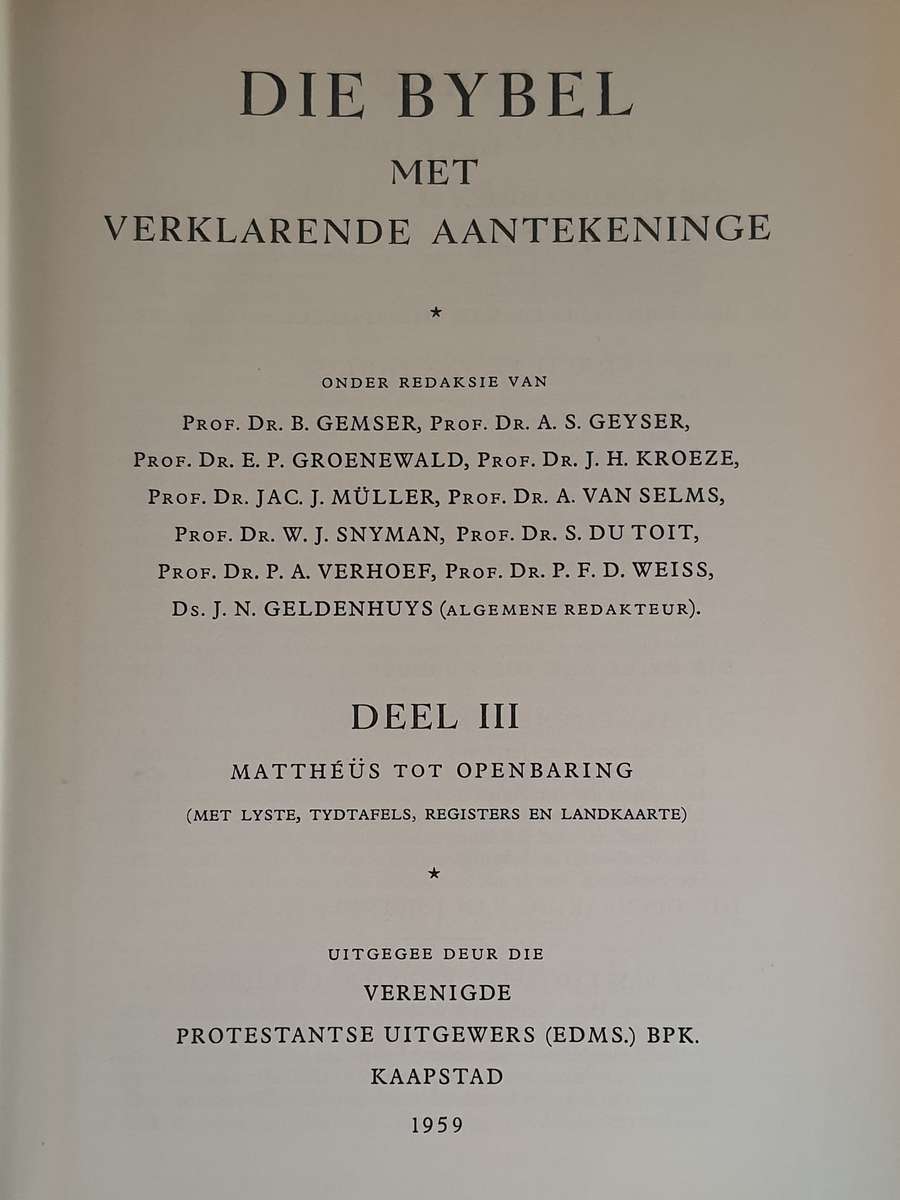 DIE BYBEL
MET
VERKLARENDE AANTEKENINGE
*
ONDER REDAKSIE VAN
PROF. DR. B. GEMSER, PROF. DR. A. S. GEYSER,
PROF. DR. E. P. GROENEWALD, PROF. DR. J. H. KROEZE,
PROF. DR. JAC. J. MÜLLER, PROF. DR. A. VAN SELMS,
PROF. DR. W. J. SNYMAN, PROF. DR. S. DU TOIT,
PROF. DR. P. A. VERHOEF, PROF. DR. P. F. D. WEISS,
DS. J. N. GELDENHUYS (ALGEMENE REDAKTEUR).
DEEL III
MATTHÉÜS TOT OPENBARING
(MET LYSTE, TYDTAFELS, REGISTERS EN LANDKAARTE)
*
UITGEGEE DEUR DIE
VERENIGDE
PROTESTANTSE UITGEWERS (EDMS.) BPK.
KAAPSTAD
1959